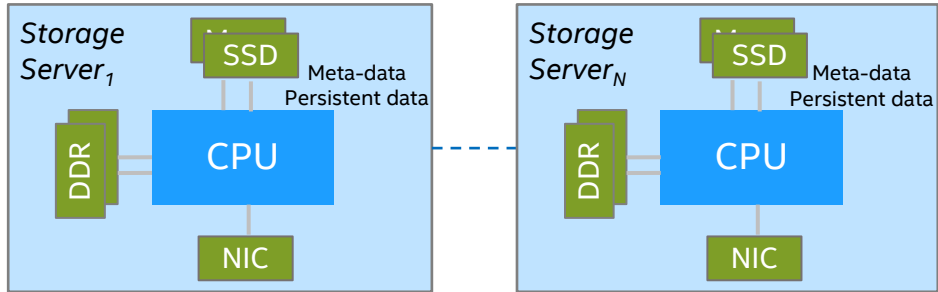 Storage
Server1
SSD
Meta-data
Persistent data
DDR
CPU
NIC
Storage
ServerN
SSD
Meta-data
Persistent data
DDR
CPU
NIC